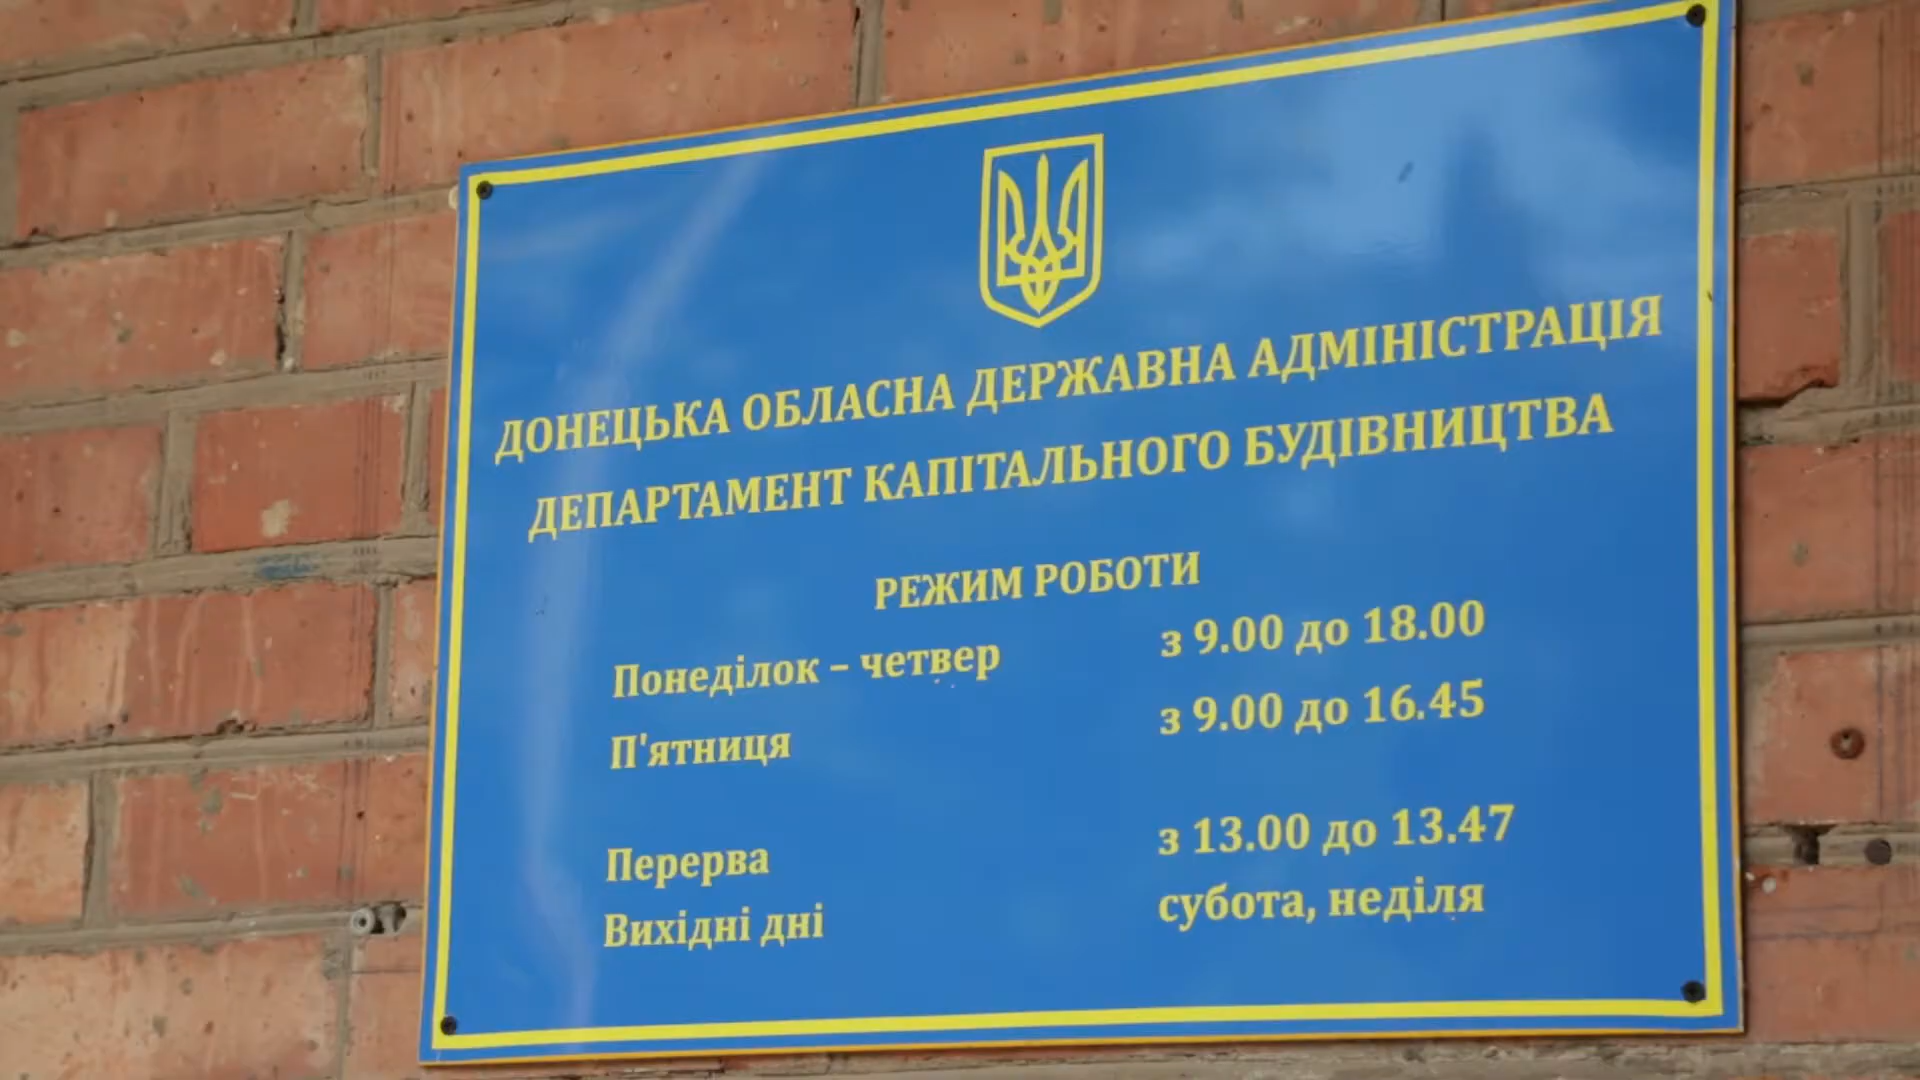 ДОНЕЦЬКА ОБЛАСНА ДЕРЖАВНА АДМІНІСТРАЦІЯ
ДЕПАРТАМЕНТ КАПІТАЛЬНОГО БУДІВНИЦТВА
РЕЖИМ РОБОТИ
Понеділок – четвер з 9.00 до 18.00
П'ятниця з 9.00 до 16.45
Перерва з 13.00 до 13.47
Вихідні дні субота, неділя